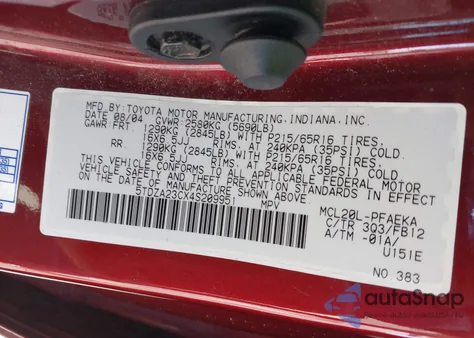 MFD. BY: TOYOTA MOTOR MANUFACTURING, INDIANA, INC.
DATE 08/04 GVWR 2580KG (5690LB)
GAWR: FRT. 1290KG (2845LB) WITH P215/65R16 TIRES,
16X6.5JJ RIMS, AT 240KPA (35PSI) COLD.
RR. 1290KG (2845LB) WITH P215/65R16 TIRES,
16X6.5JJ RIMS, AT 240KPA (35PSI) COLD.
THIS VEHICLE CONFORMS TO ALL APPLICABLE FEDERAL MOTOR
VEHICLE SAFETY AND THEFT PREVENTION STANDARDS IN EFFECT
ON THE DATE OF MANUFACTURE SHOWN ABOVE.
5TDZA23CX4S209951 MPV
MCL20L-PFAEKA
C/TR 3Q3/FB12
A/TM -01A/
U151E
NO 383
autoSnap